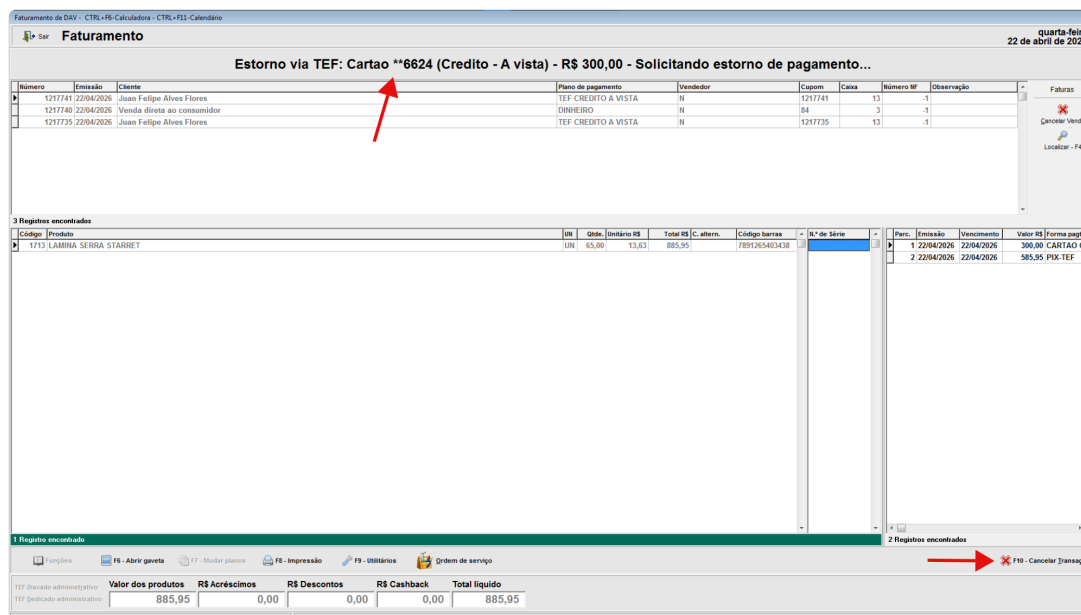 Faturamento de DAV - CTRL+F6-Calculadora - CTRL+F11-Calendário
Sair Faturamento
quarta-feir
22 de abril de 202
Estorno via TEF: Cartao **6624 (Credito - A vista) - R$ 300,00 - Solicitando estorno de pagamento...
Número Emissão Cliente Plano de pagamento Vendedor Cupom Caixa Número NF Observação
1217741 22/04/2026 Juan Felipe Alves Flores TEF CREDITO A VISTA N 1217741 13 -1
1217740 22/04/2026 Venda direta ao consumidor DINHEIRO N 84 3 -1
1217735 22/04/2026 Juan Felipe Alves Flores TEF CREDITO A VISTA N 1217735 13 -1
Faturas
Cancelar Vend
Localizar - F4
3 Registros encontrados
Código Produto UN Qtde. Unitário R$ Total R$ C. altern. Código barras N.º de Série
1713 LAMINA SERRA STARRET UN 65,00 13,63 885,95 7891265403438
Parc. Emissão Vencimento Valor R$ Forma pagt
1 22/04/2026 22/04/2026 300,00 CARTAO
2 22/04/2026 22/04/2026 585,95 PIX-TEF
1 Registro encontrado
2 Registros encontrados
Funções F6 - Abrir gaveta F7 - Mudar planos F8 - Impressão F9 - Utilitários Ordem de serviço F10 - Cancelar Transaç
TEF Discado administrativo
TEF Dedicado administrativo
Valor dos produtos R$ Acréscimos R$ Descontos R$ Cashback Total líquido
885,95 0,00 0,00 0,00 885,95